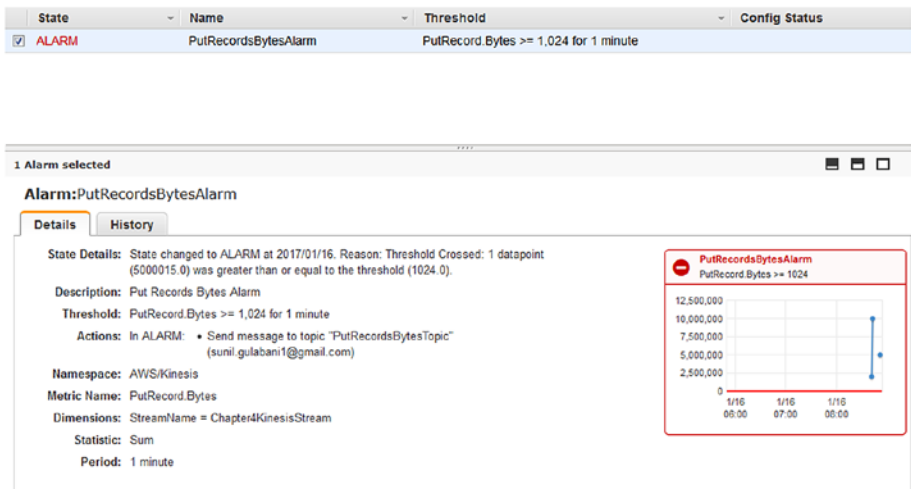 State Name Threshold Config Status
ALARM PutRecordsBytesAlarm PutRecord.Bytes >= 1,024 for 1 minute
1 Alarm selected
Alarm:PutRecordsBytesAlarm
Details History
State Details: State changed to ALARM at 2017/01/16. Reason: Threshold Crossed: 1 datapoint
(5000015.0) was greater than or equal to the threshold (1024.0).
Description: Put Records Bytes Alarm
Threshold: PutRecord.Bytes >= 1,024 for 1 minute
Actions: In ALARM: • Send message to topic "PutRecordsBytesTopic"
(sunil.gulabani1@gmail.com)
Namespace: AWS/Kinesis
Metric Name: PutRecord.Bytes
Dimensions: StreamName = Chapter4KinesisStream
Statistic: Sum
Period: 1 minute
PutRecordsBytesAlarm
PutRecord.Bytes >= 1024
12,500,000
10,000,000
7,500,000
5,000,000
2,500,000
0
1/16 1/16 1/16
06:00 07:00 08:00